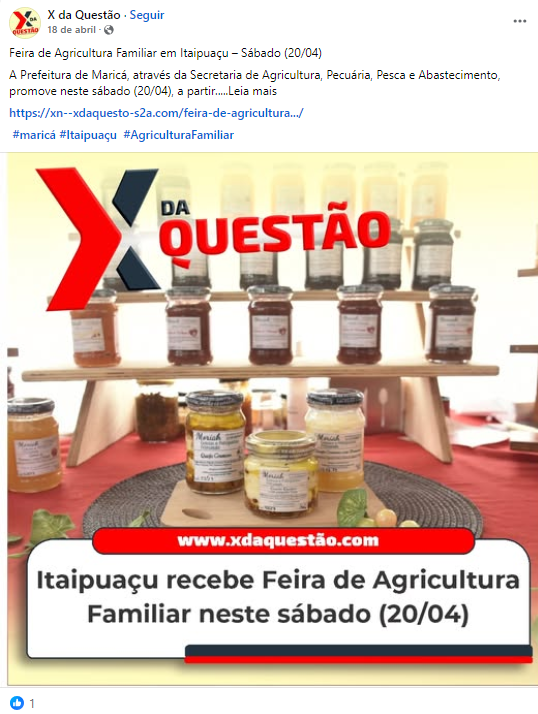 X da Questão · Seguir
18 de abril ·
Feira de Agricultura Familiar em Itaipuaçu – Sábado (20/04)
A Prefeitura de Maricá, através da Secretaria de Agricultura, Pecuária, Pesca e Abastecimento,
promove neste sábado (20/04), a partir.....Leia mais
https://xn--xdaquesto-s2a.com/feira-de-agricultura.../
#maricá #Itaipuaçu #AgriculturaFamiliar
X DA
QUESTÃO
Moriah
Moriah
Moriah
www.xdaquestão.com
Itaipuaçu recebe Feira de Agricultura
Familiar neste sábado (20/04)
1